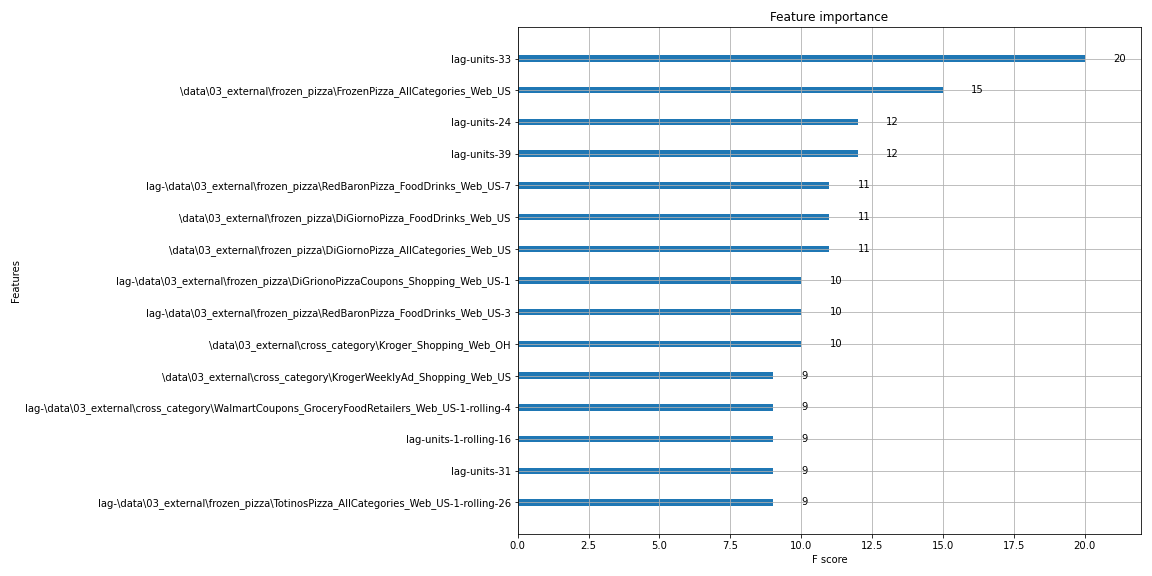 Feature importance
lag-units-33
20
\data\03_external\frozen_pizza\FrozenPizza_AllCategories_Web_US
15
lag-units-24
12
lag-units-39
12
lag-\data\03_external\frozen_pizza\RedBaronPizza_FoodDrinks_Web_US-7
11
\data\03_external\frozen_pizza\DiGiornoPizza_FoodDrinks_Web_US
11
\data\03_external\frozen_pizza\DiGiornoPizza_AllCategories_Web_US
11
lag-\data\03_external\frozen_pizza\DiGrionoPizzaCoupons_Shopping_Web_US-1
10
lag-\data\03_external\frozen_pizza\RedBaronPizza_FoodDrinks_Web_US-3
10
\data\03_external\cross_category\Kroger_Shopping_Web_OH
10
\data\03_external\cross_category\KrogerWeeklyAd_Shopping_Web_US
9
lag-\data\03_external\cross_category\WalmartCoupons_GroceryFoodRetailers_Web_US-1-rolling-4
9
lag-units-1-rolling-16
9
lag-units-31
9
lag-\data\03_external\frozen_pizza\TotinosPizza_AllCategories_Web_US-1-rolling-26
9
Features
0.0 2.5 5.0 7.5 10.0 12.5 15.0 17.5 20.0
F score